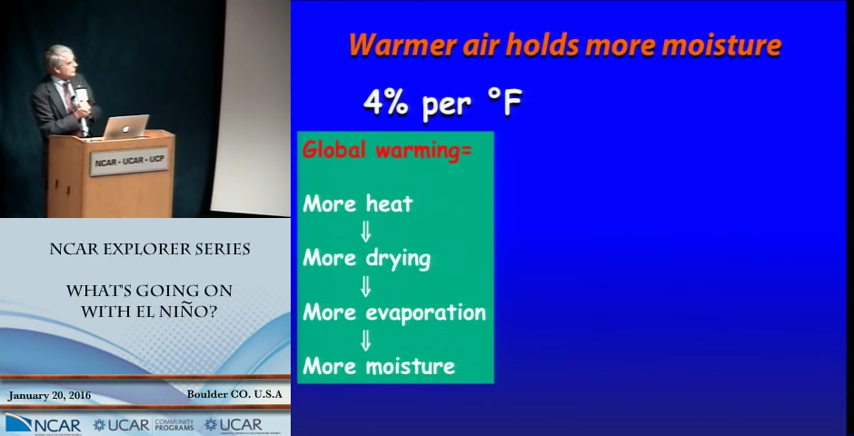 Warmer air holds more moisture
4% per °F
Global warming=
More heat
⇓
More drying
⇓
More evaporation
⇓
More moisture
NCAR - UCAR - UCP
NCAR EXPLORER SERIES
WHAT'S GOING ON
WITH EL NIÑO?
January 20, 2016
Boulder CO. U.S.A
NCAR
UCAR
COMMUNITY
PROGRAMS
UCAR